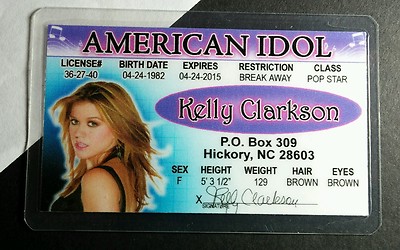 AMERICAN IDOL
LICENSE# BIRTH DATE EXPIRES RESTRICTION CLASS
36-27-40 04-24-1982 04-24-2015 BREAK AWAY POP STAR
Kelly Clarkson
P.O. Box 309
Hickory, NC 28603
SEX HEIGHT WEIGHT HAIR EYES
F 5' 3 1/2" 129 BROWN BROWN
X Kelly Clarkson
SIGNATURE